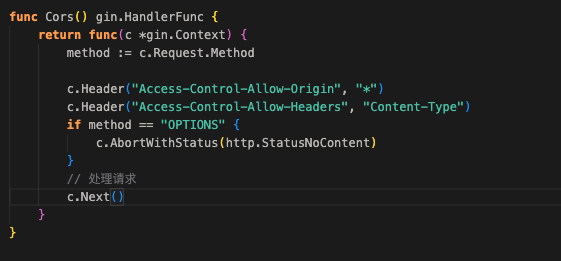 func Cors() gin.HandlerFunc {
    return func(c *gin.Context) {
        method := c.Request.Method

        c.Header("Access-Control-Allow-Origin", "*")
        c.Header("Access-Control-Allow-Headers", "Content-Type")
        if method == "OPTIONS" {
            c.AbortWithStatus(http.StatusNoContent)
        }
        // 处理请求
        c.Next()
    }
}